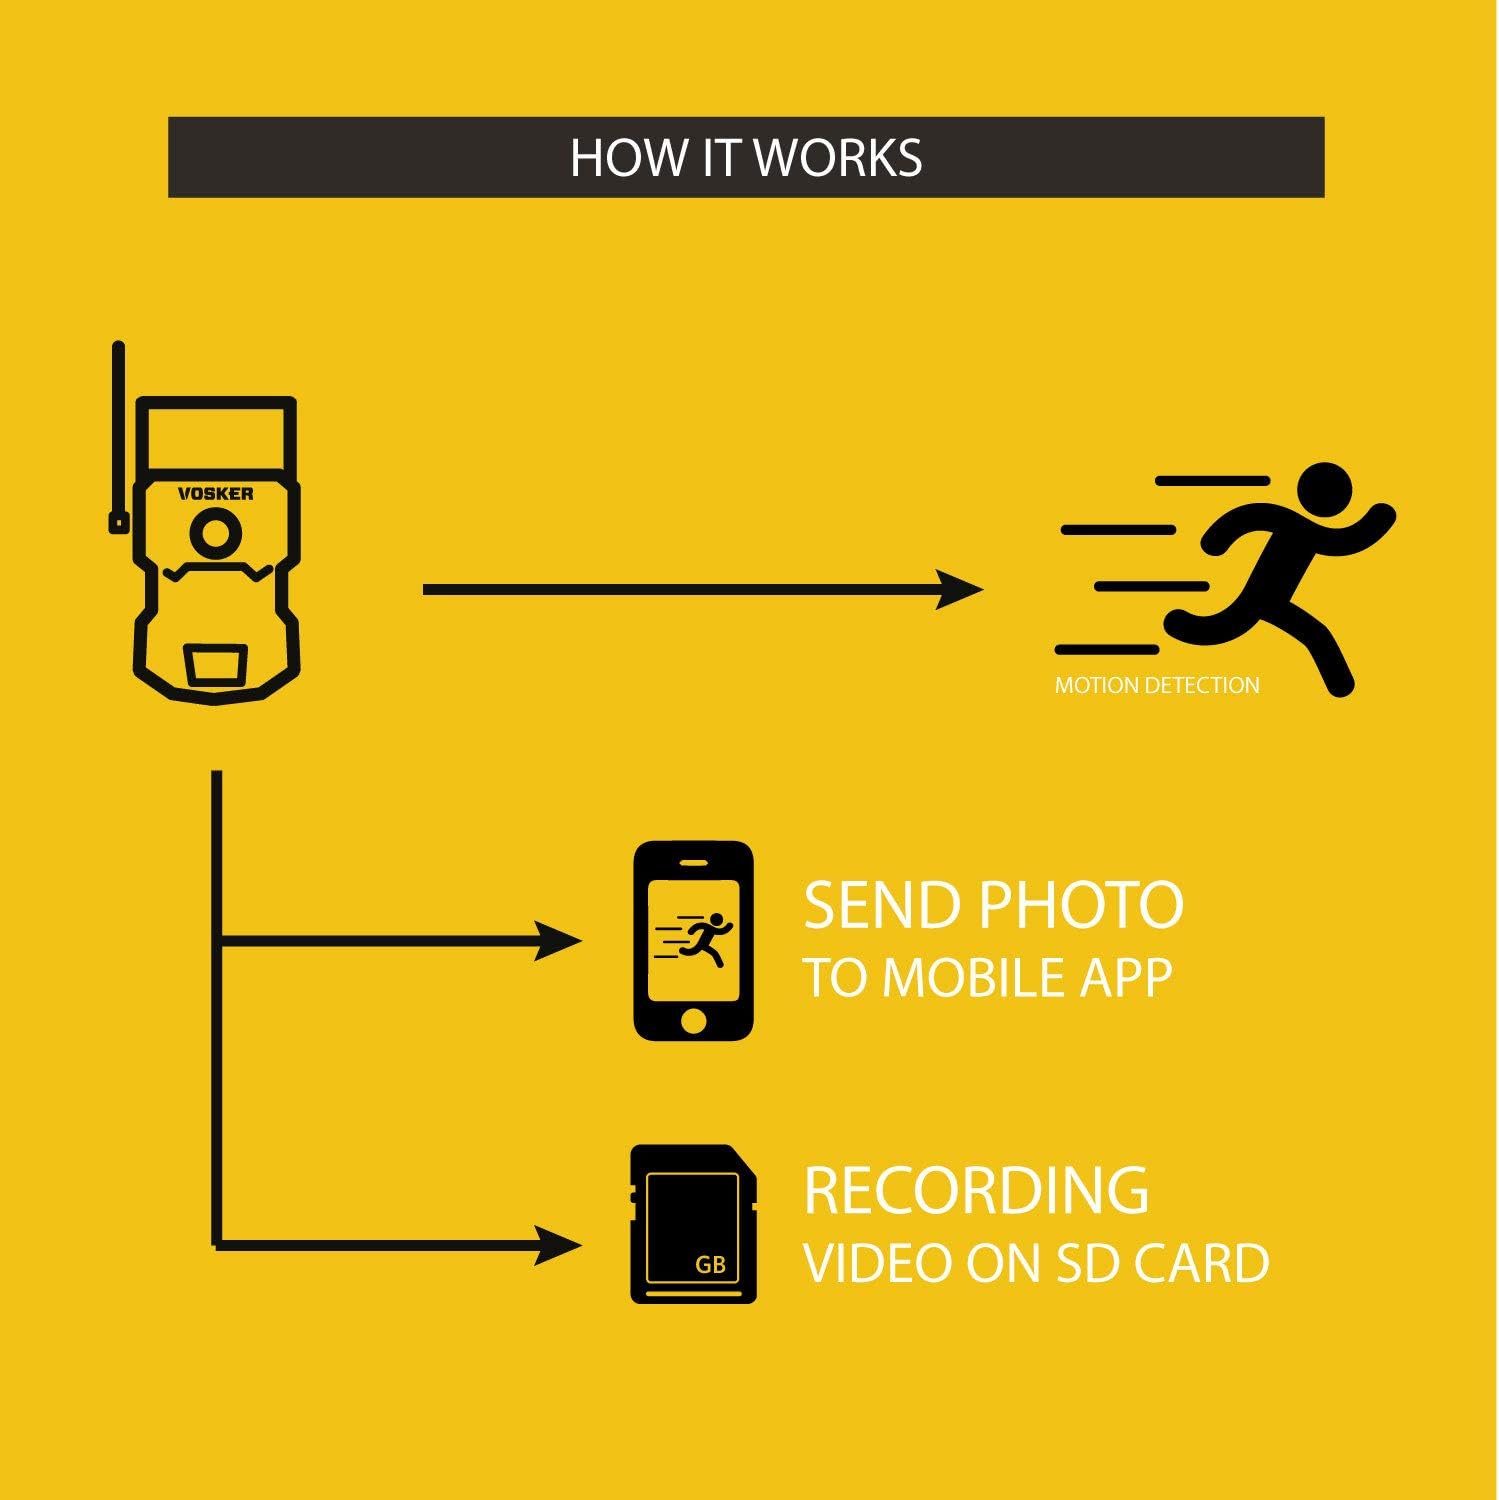 HOW IT WORKS
VOSKER
MOTION DETECTION
SEND PHOTO
TO MOBILE APP
RECORDING
VIDEO ON SD CARD
GB